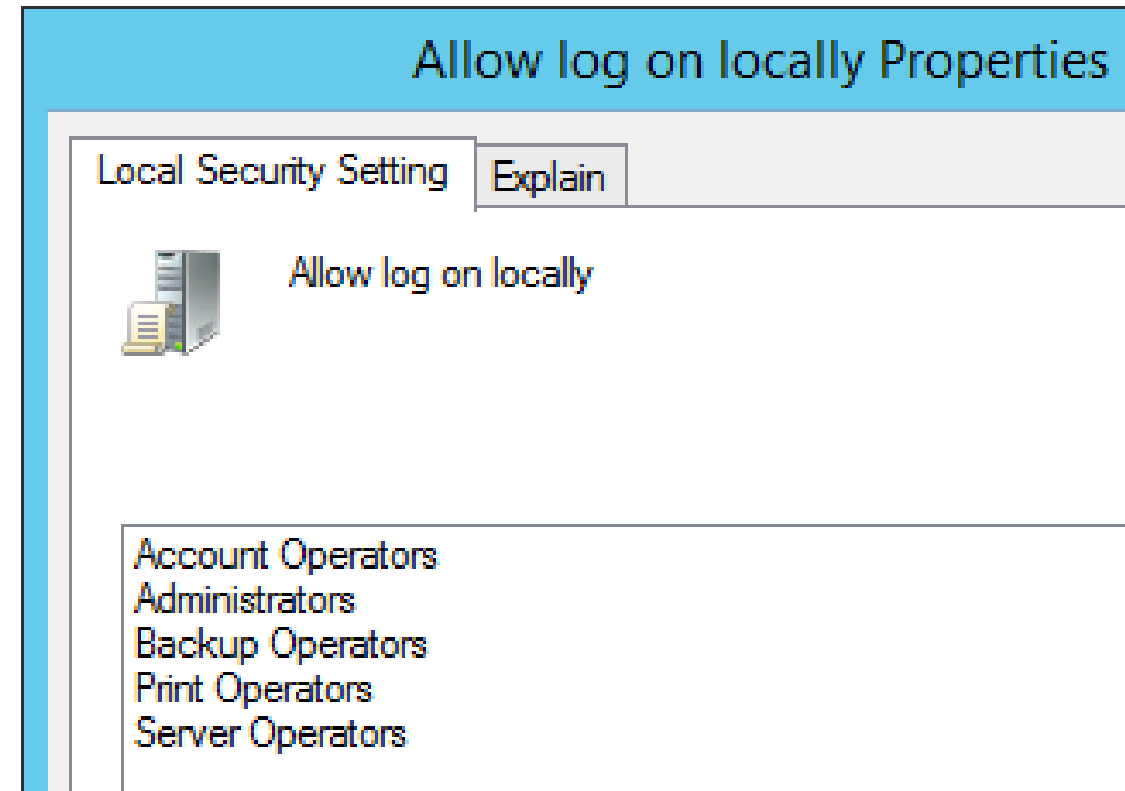 Allow log on locally Properties
Local Security Setting
Explain
Allow log on locally
Account Operators
Administrators
Backup Operators
Print Operators
Server Operators